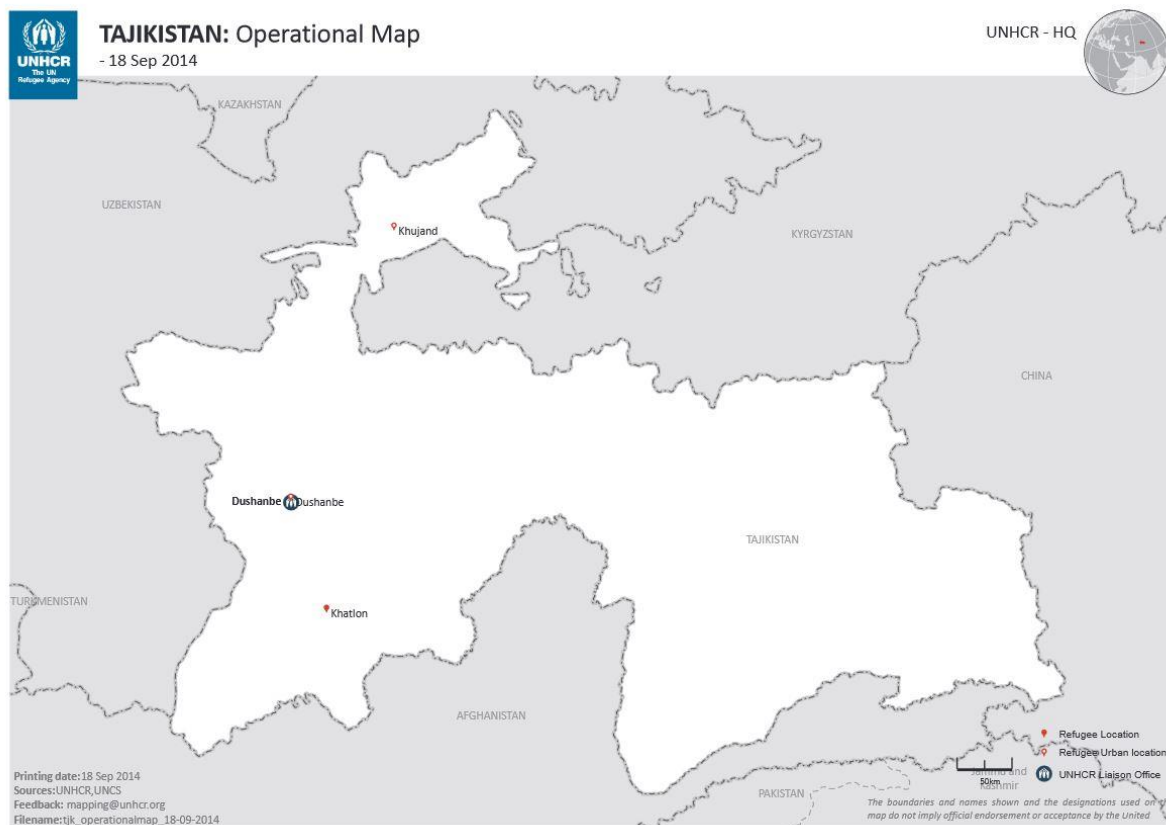 UNHCR
The UN
Refugee Agency
TAJIKISTAN: Operational Map
- 18 Sep 2014
UNHCR - HQ
KAZAKHSTAN
UZBEKISTAN
Khujand
KYRGYZSTAN
CHINA
Dushanbe Dushanbe
TAJIKISTAN
TURKMENISTAN
Khatlon
AFGHANISTAN
Refugee Location
Refugee Urban location
UNHCR Liaison Office
50km
Jammu and
Kashmir
PAKISTAN
Printing date:18 Sep 2014
Sources:UNHCR,UNCS
Feedback: mapping@unhcr.org
Filename:tjk_operationalmap_18-09-2014
The boundaries and names shown and the designations used on
map do not imply official endorsement or acceptance by the United